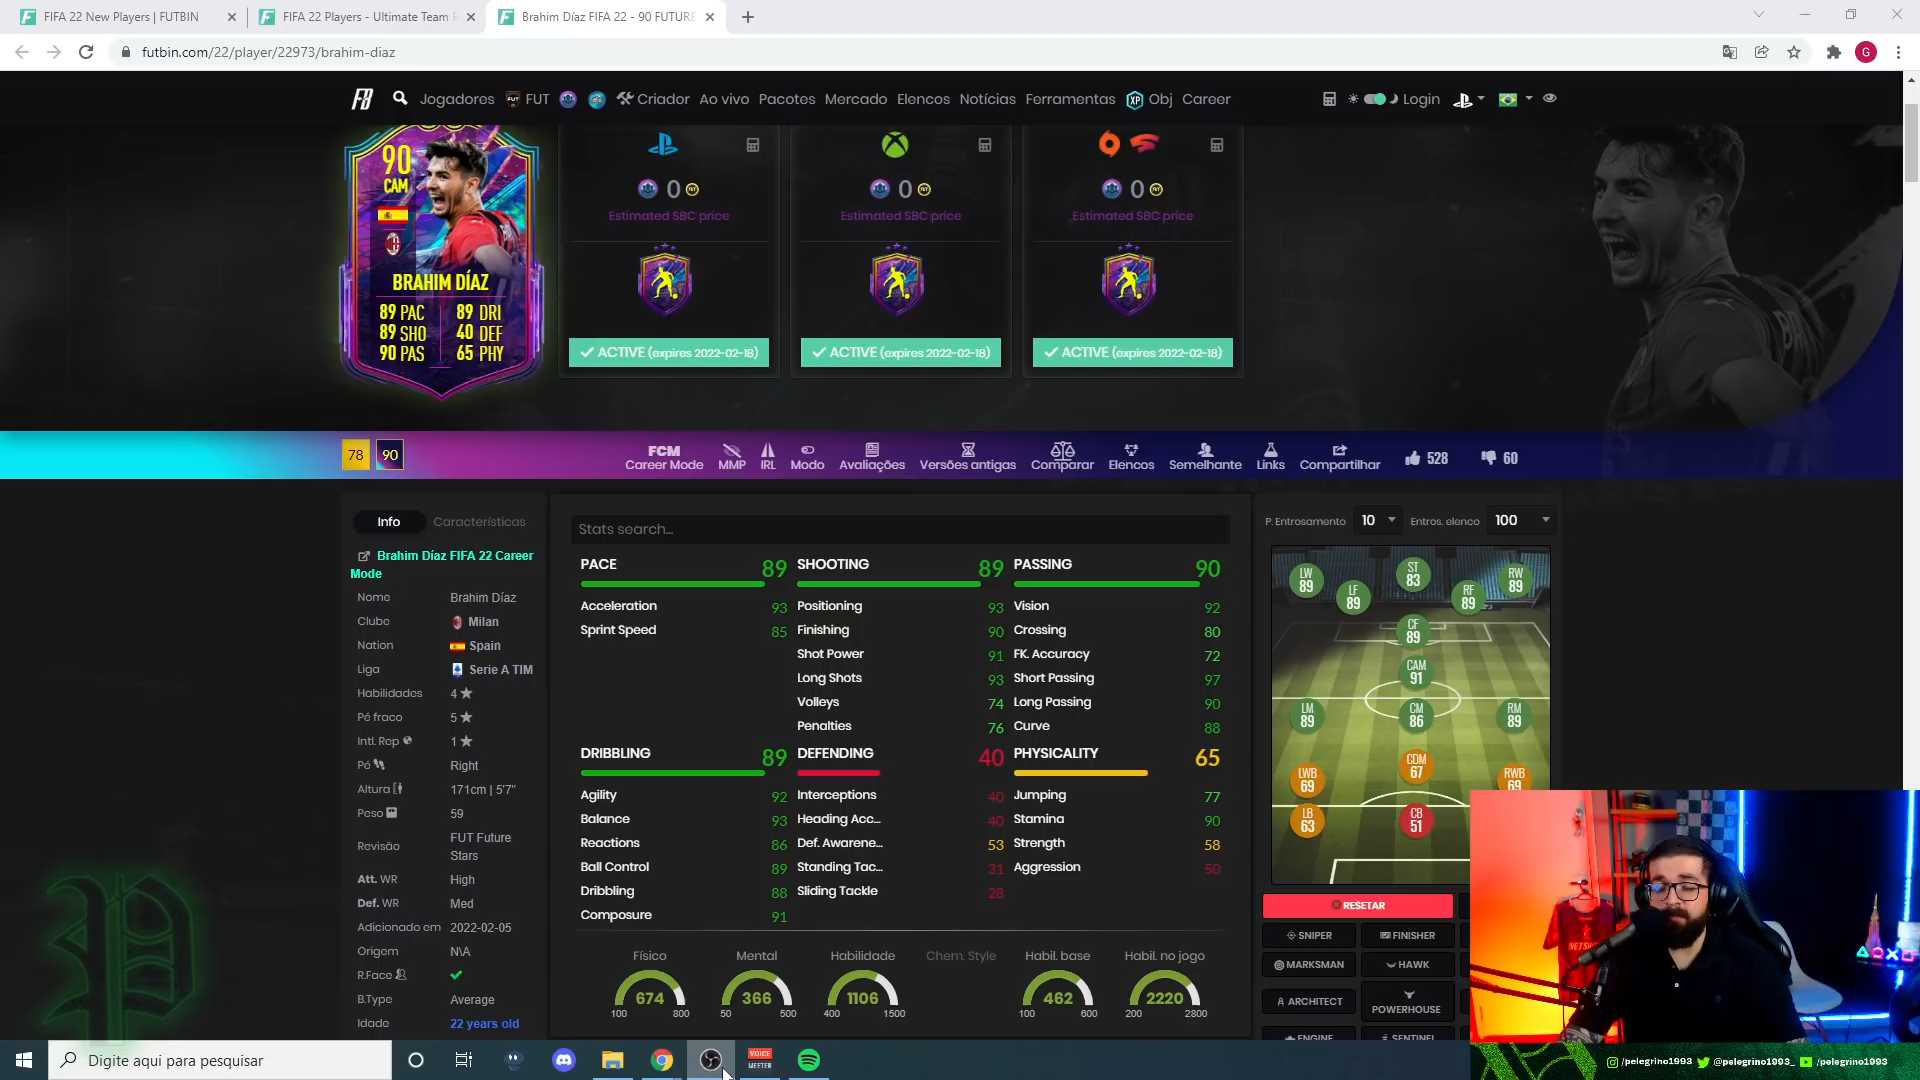 FIFA 22 New Players | FUTBIN
FIFA 22 Players - Ultimate Team
Brahim Díaz FIFA 22 - 90 FUTURE
futbin.com/22/player/22973/brahim-diaz
G
Jogadores FUT Criador Ao vivo Pacotes Mercado Elencos Notícias Ferramentas XP Obj Career Login
90
CAM
BRAHIM DÍAZ
89 PAC 89 DRI
89 SHO 40 DEF
90 PAS 65 PHY
0 0 0
Estimated SBC price Estimated SBC price Estimated SBC price
ACTIVE (expires 2022-02-18) ACTIVE (expires 2022-02-18) ACTIVE (expires 2022-02-18)
78 90
FCM
Career Mode MMP IRL Modo Avaliações Versões antigas Comparar Elencos Semelhante Links Compartilhar 528 60
Info Características
Brahim Díaz FIFA 22 Career
Mode
Nome Brahim Díaz
Clube Milan
Nation Spain
Liga Serie A TIM
Habilidades 4
Pé fraco 5
Intl. Rep 1
Pé Right
Altura 171cm | 5'7"
Peso 59
Revisão FUT Future
Stars
Att. WR High
Def. WR Med
Adicionado em 2022-02-05
Origem N\A
R.Face
B.Type Average
Idade 22 years old
Stats search...
PACE 89
Acceleration 93
Sprint Speed 85
SHOOTING 89
Positioning 93
Finishing 90
Shot Power 91
Long Shots 93
Volleys 74
Penalties 76
PASSING 90
Vision 92
Crossing 80
FK. Accuracy 72
Short Passing 97
Long Passing 90
Curve 88
DRIBBLING 89
Agility 92
Balance 93
Reactions 86
Ball Control 89
Dribbling 88
Composure 91
DEFENDING 40
Interceptions 40
Heading Acc... 40
Def. Awarene... 53
Standing Tac... 31
Sliding Tackle 28
PHYSICALITY 65
Jumping 77
Stamina 90
Strength 58
Aggression 50
Físico Mental Habilidade Chem. Style Habil. base Habil. no jogo
674 366 1106 462 2220
100 800 50 500 400 1500 100 600 200 2800
P. Entrosamento 10 Entros. elenco 100
LW 89
ST 83
RW 89
LF 89
RF 89
CF 89
CAM 91
LM 89
CM 86
RM 89
CDM 67
LWB 69
RWB 69
LB 63
CB 51
RESETAR
SNIPER FINISHER
MARKSMAN HAWK
ARCHITECT POWERHOUSE
ENGINE SENTINEL
Digite aqui para pesquisar
VOICE
MEETER
/pelegrino1993 @pelegrino1993_ /pelegrino1993